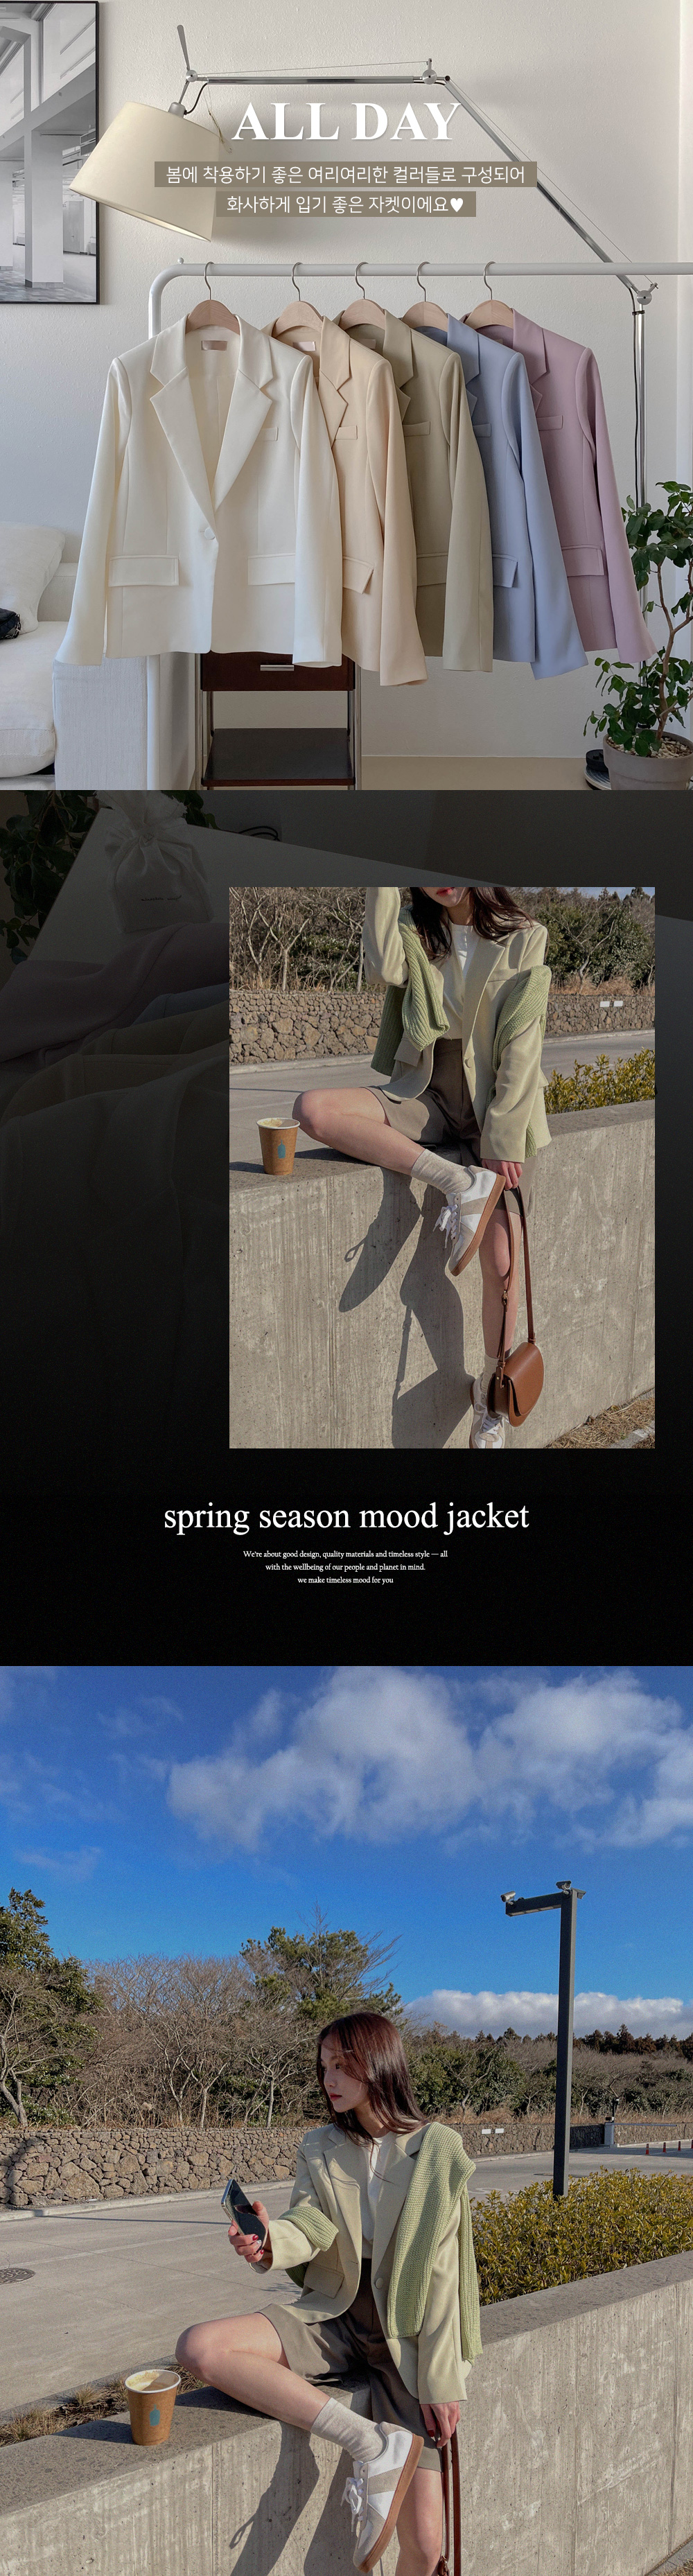 ALL DAY
봄에 착용하기 좋은 여리여리한 컬러들로 구성되어
화사하게 입기 좋은 자켓이에요♥
spring season mood jacket
We're about good design, quality materials and timeless style — all
with the wellbeing of our people and planet in mind.
we make timeless mood for you